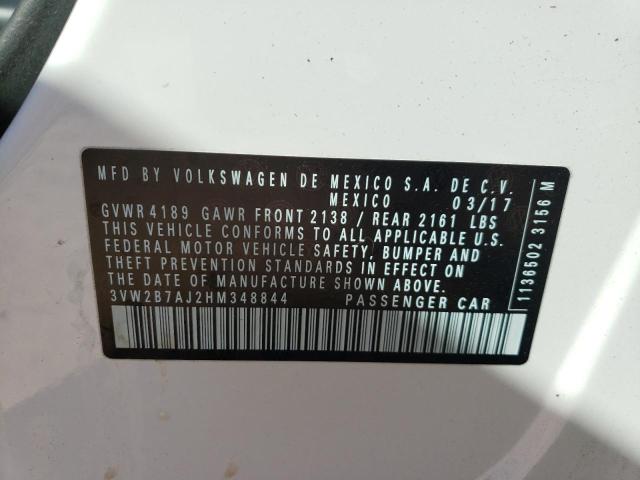 MFD BY VOLKSWAGEN DE MEXICO S.A. DE C.V.
MEXICO 03/17
GVWR 4189 GAWR FRONT 2138 / REAR 2161 LBS
THIS VEHICLE CONFORMS TO ALL APPLICABLE U.S.
FEDERAL MOTOR VEHICLE SAFETY, BUMPER AND
THEFT PREVENTION STANDARDS IN EFFECT ON
THE DATE OF MANUFACTURE SHOWN ABOVE.
3VW2B7AJ2HM348844 PASSENGER CAR
1136502 3156 M